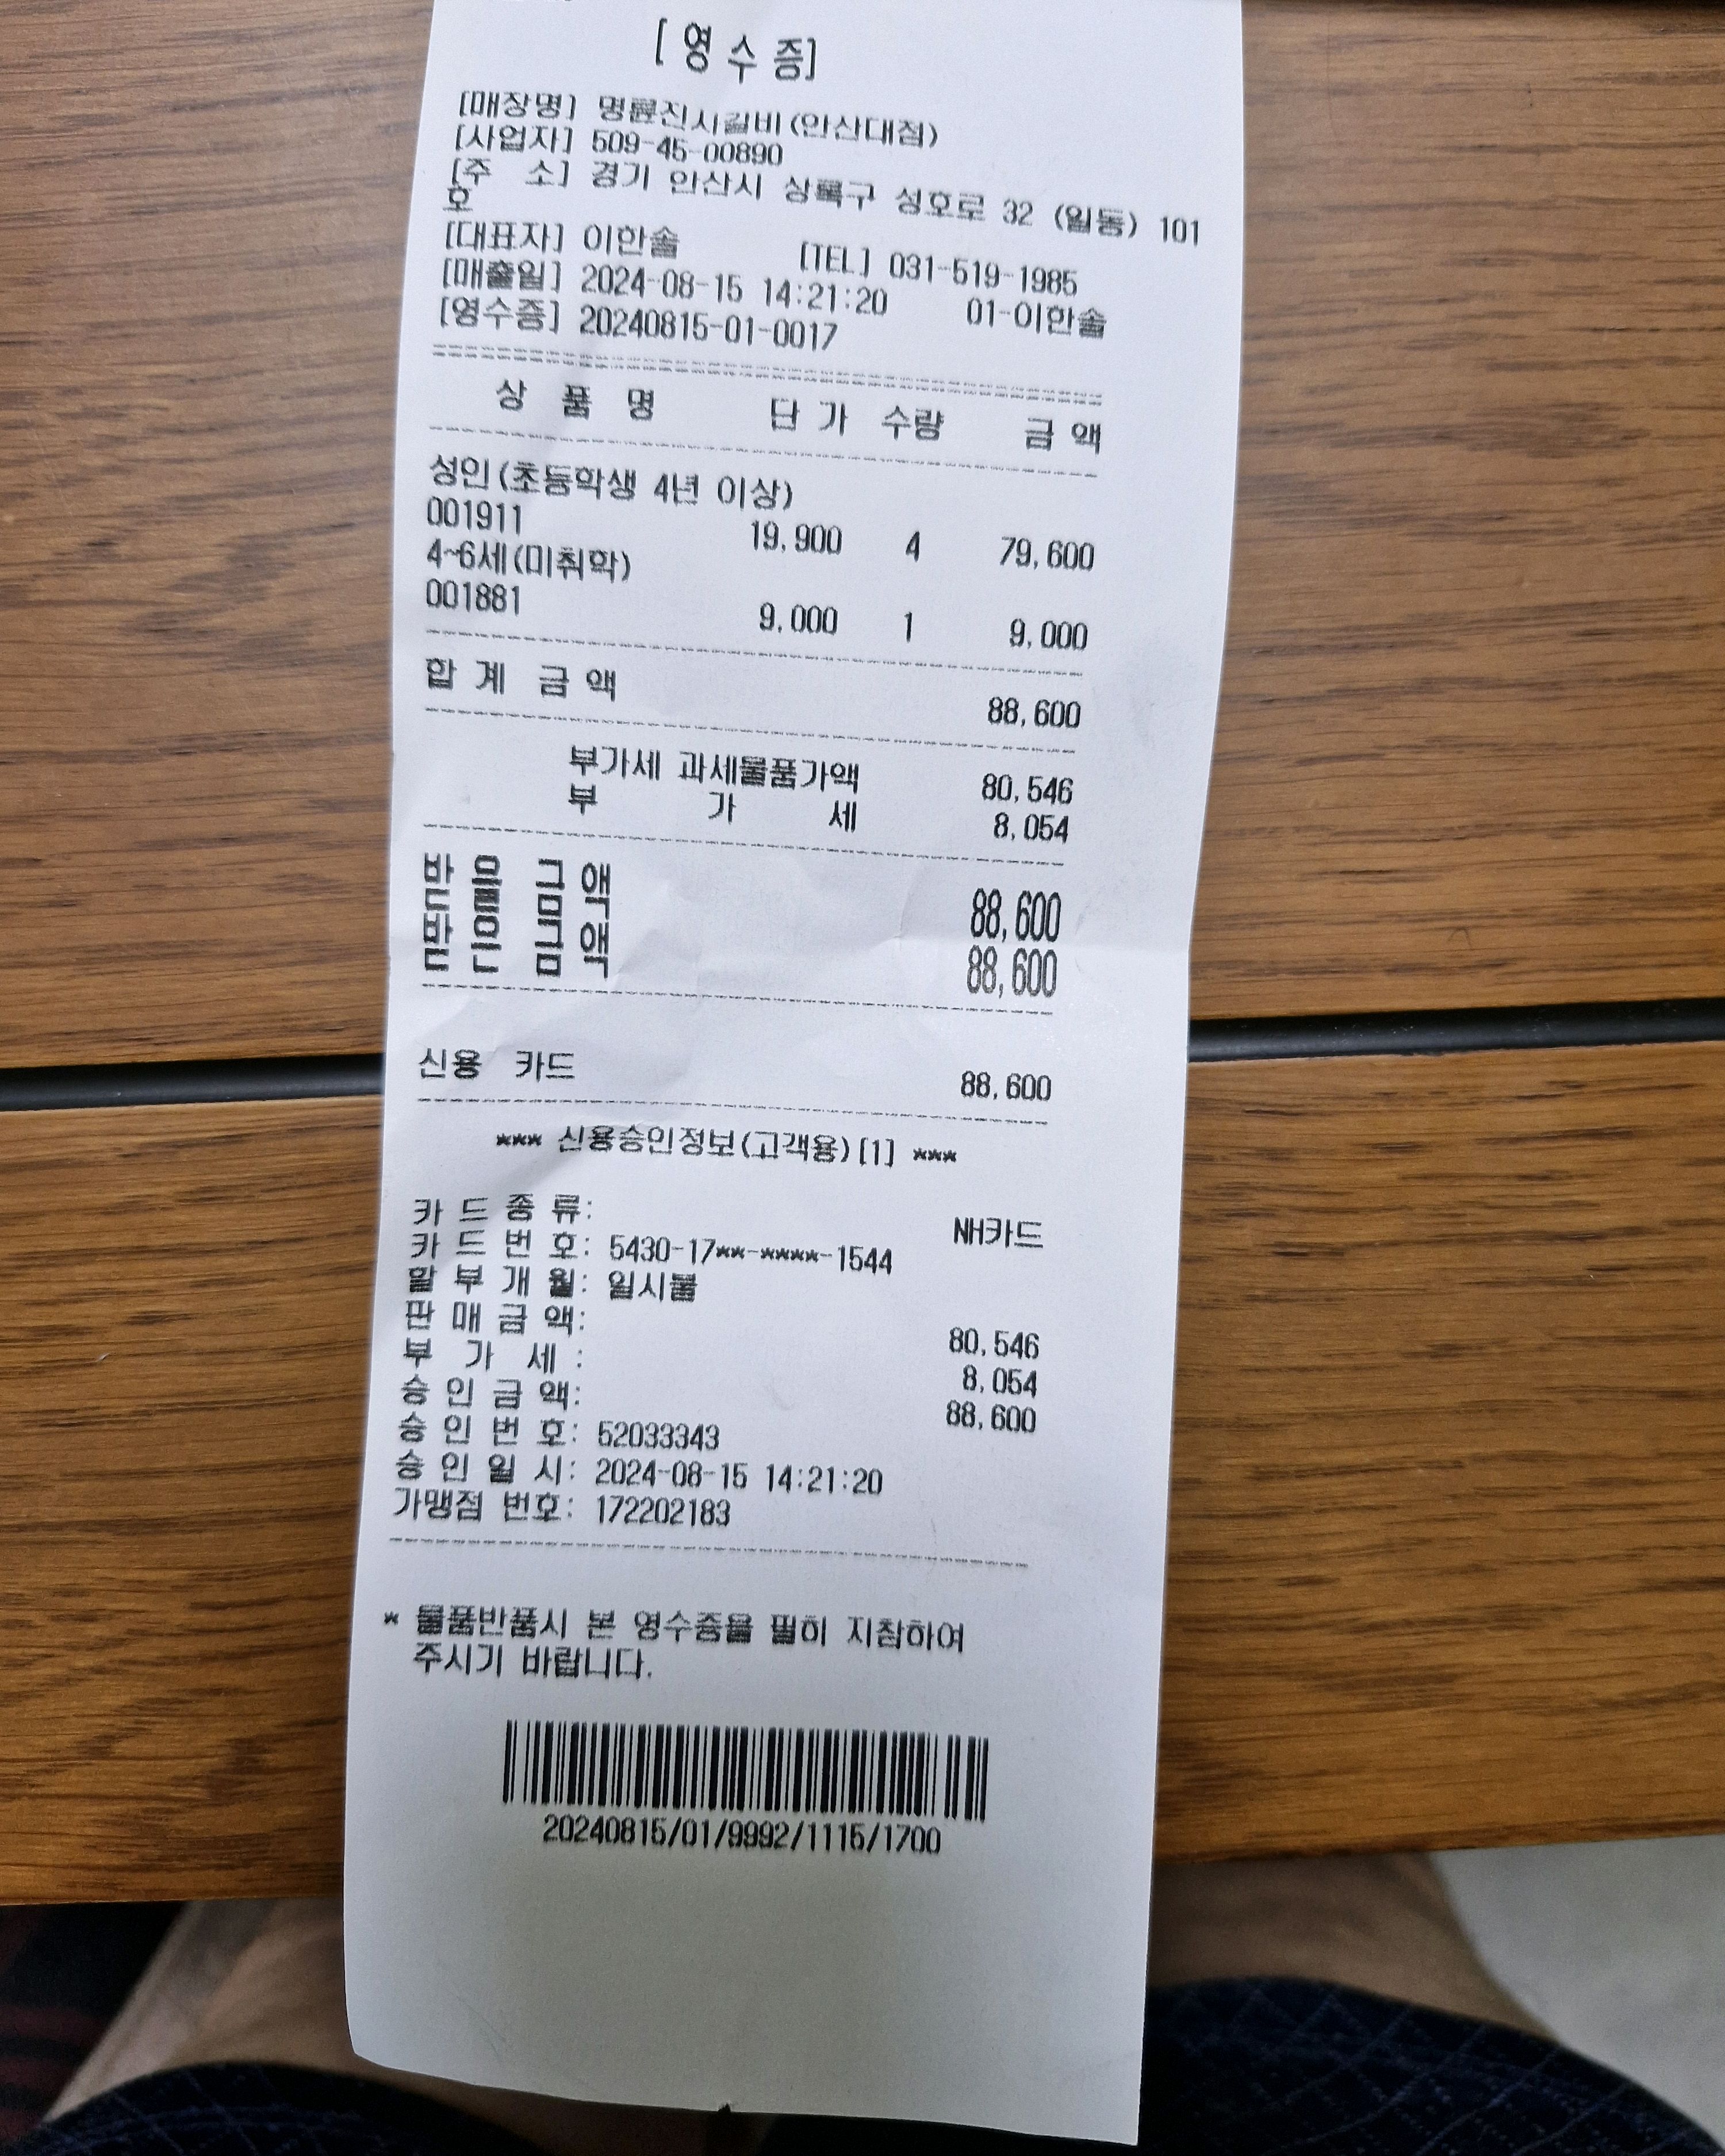 [ 영 수 증]
[매장명] 명륜진사갈비(안산대점)
[사업자] 509-45-00890
[주 소] 경기 안산시 상록구 성호로 32 (일동) 101
호
[대표자] 이한솔 [TEL] 031-519-1985
[매출일] 2024-08-15 14:21:20 01-이한솔
[영수증] 20240815-01-0017
상 품 명 단 가 수량 금 액
성인(초등학생 4년 이상)
001911 19,900 4 79,600
4~6세(미취학)
001881 9,000 1 9,000
합 계 금 액 88,600
부가세 과세물품가액 80,546
부 가 세 8,054
받 을 금 액 88,600
받 은 금 액 88,600
신용 카드 88,600
*** 신용승인정보(고객용)[1] ***
카 드 종 류: NH카드
카 드 번 호: 5430-17**-****-1544
할 부 개 월: 일시불
판 매 금 액: 80,546
부 가 세 : 8,054
승 인 금 액: 88,600
승 인 번 호: 52033343
승 인 일 시: 2024-08-15 14:21:20
가맹점 번호: 172202183
* 물품반품시 본 영수증을 필히 지참하여
주시기 바랍니다.
20240815/01/9992/1115/1700